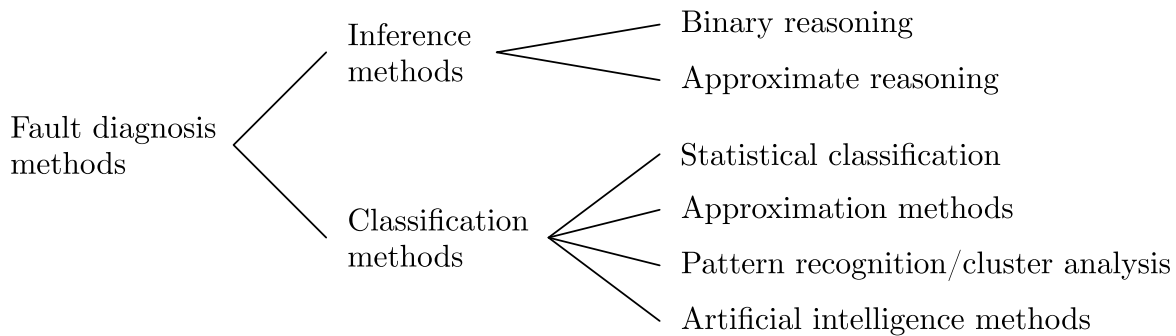 Fault diagnosis
methods
Inference
methods
Binary reasoning
Approximate reasoning
Classification
methods
Statistical classification
Approximation methods
Pattern recognition/cluster analysis
Artificial intelligence methods